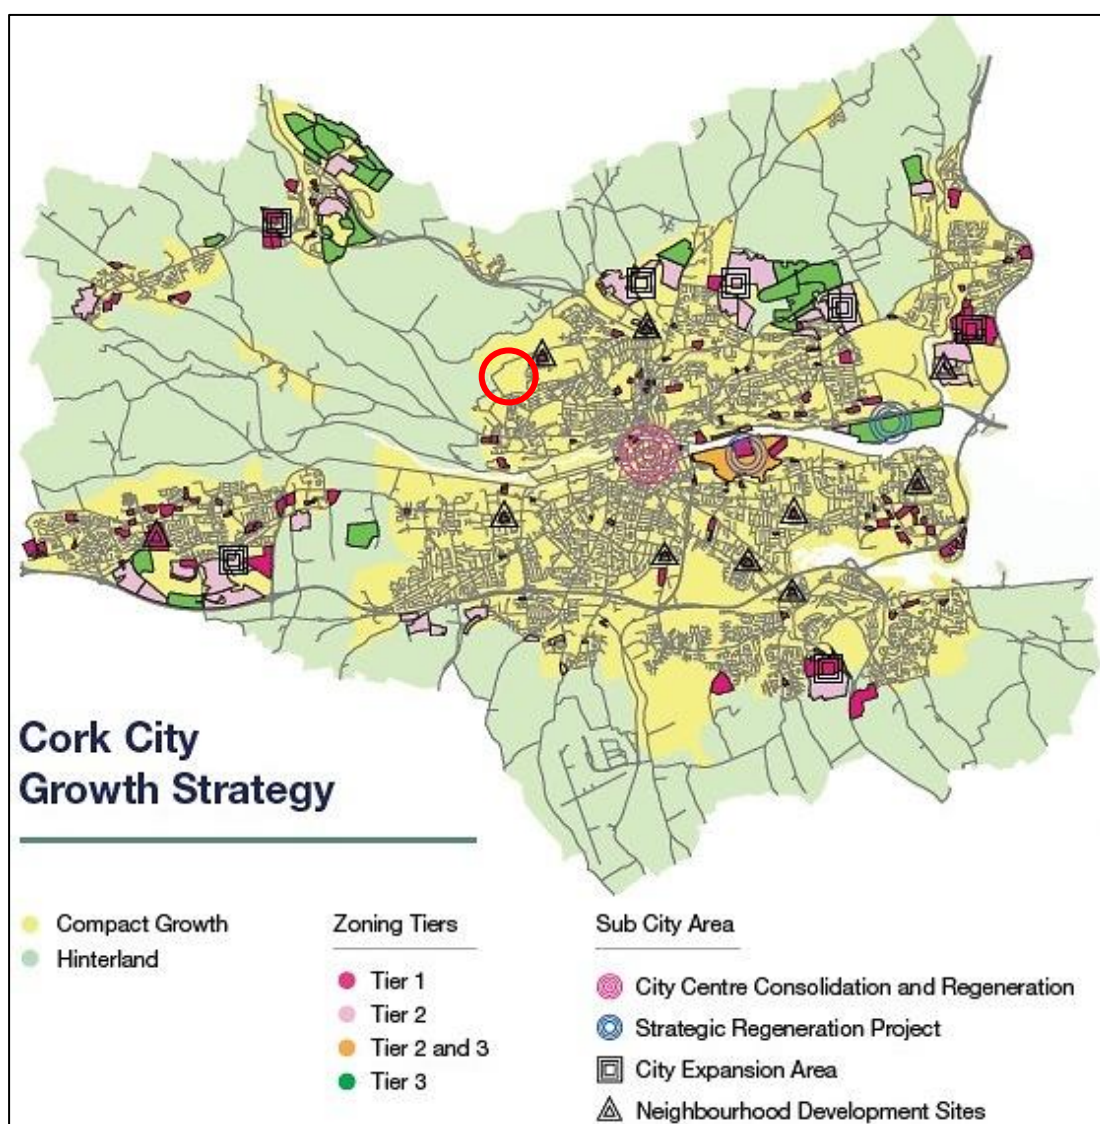 Cork City
Growth Strategy
Compact Growth
Hinterland
Zoning Tiers
Tier 1
Tier 2
Tier 2 and 3
Tier 3
Sub City Area
City Centre Consolidation and Regeneration
Strategic Regeneration Project
City Expansion Area
Neighbourhood Development Sites